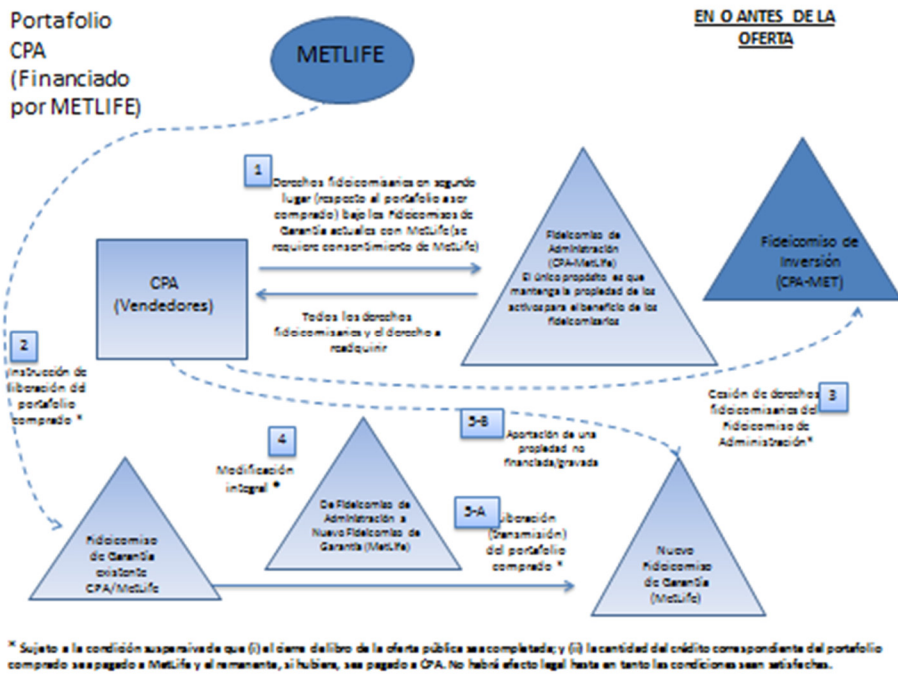 Portafolio
CPA
(Financiado
por METLIFE)
METLIFE
EN O ANTES DE LA
OFERTA
1
Derechos fideicomisarios en segundo
lugar (respecto al portafolio a ser
comprado) bajo los Fideicomisos de
Garantía actuales con MetLife (se
requiere consentimiento de MetLife)
CPA
(Vendedores)
Todos los derechos
fideicomisarios y el derecho a
readquirir
Fideicomiso de
Administración
(CPA-MetLife)
El único propósito es que
mantenga la propiedad de los
activos para el beneficio de los
fideicomisarios
Fideicomiso de
Inversión
(CPA-MET)
2
Instrucción de
liberación del
portafolio
comprado *
3
Cesión de derechos
fideicomisarios del
Fideicomiso de
Administración*
4
Modificación
integral *
5-B
Aportación de una
propiedad no
financiada/gravada
De Fideicomiso de
Administración a
Nuevo Fideicomiso de
Garantía (MetLife)
5-A
Liberación
(transmisión)
del portafolio
comprado *
Fideicomiso
de Garantía
existente
CPA/MetLife
Nuevo
Fideicomiso
de Garantía
(MetLife)
* Sujeto a la condición suspensiva de que (i) el cierre de libro de la oferta pública sea completada; y (ii) la cantidad del crédito correspondiente del portafolio
comprado sea pagado a MetLife y el remanente, si hubiera, sea pagado a CPA. No habrá efecto legal hasta en tanto las condiciones sean satisfechas.